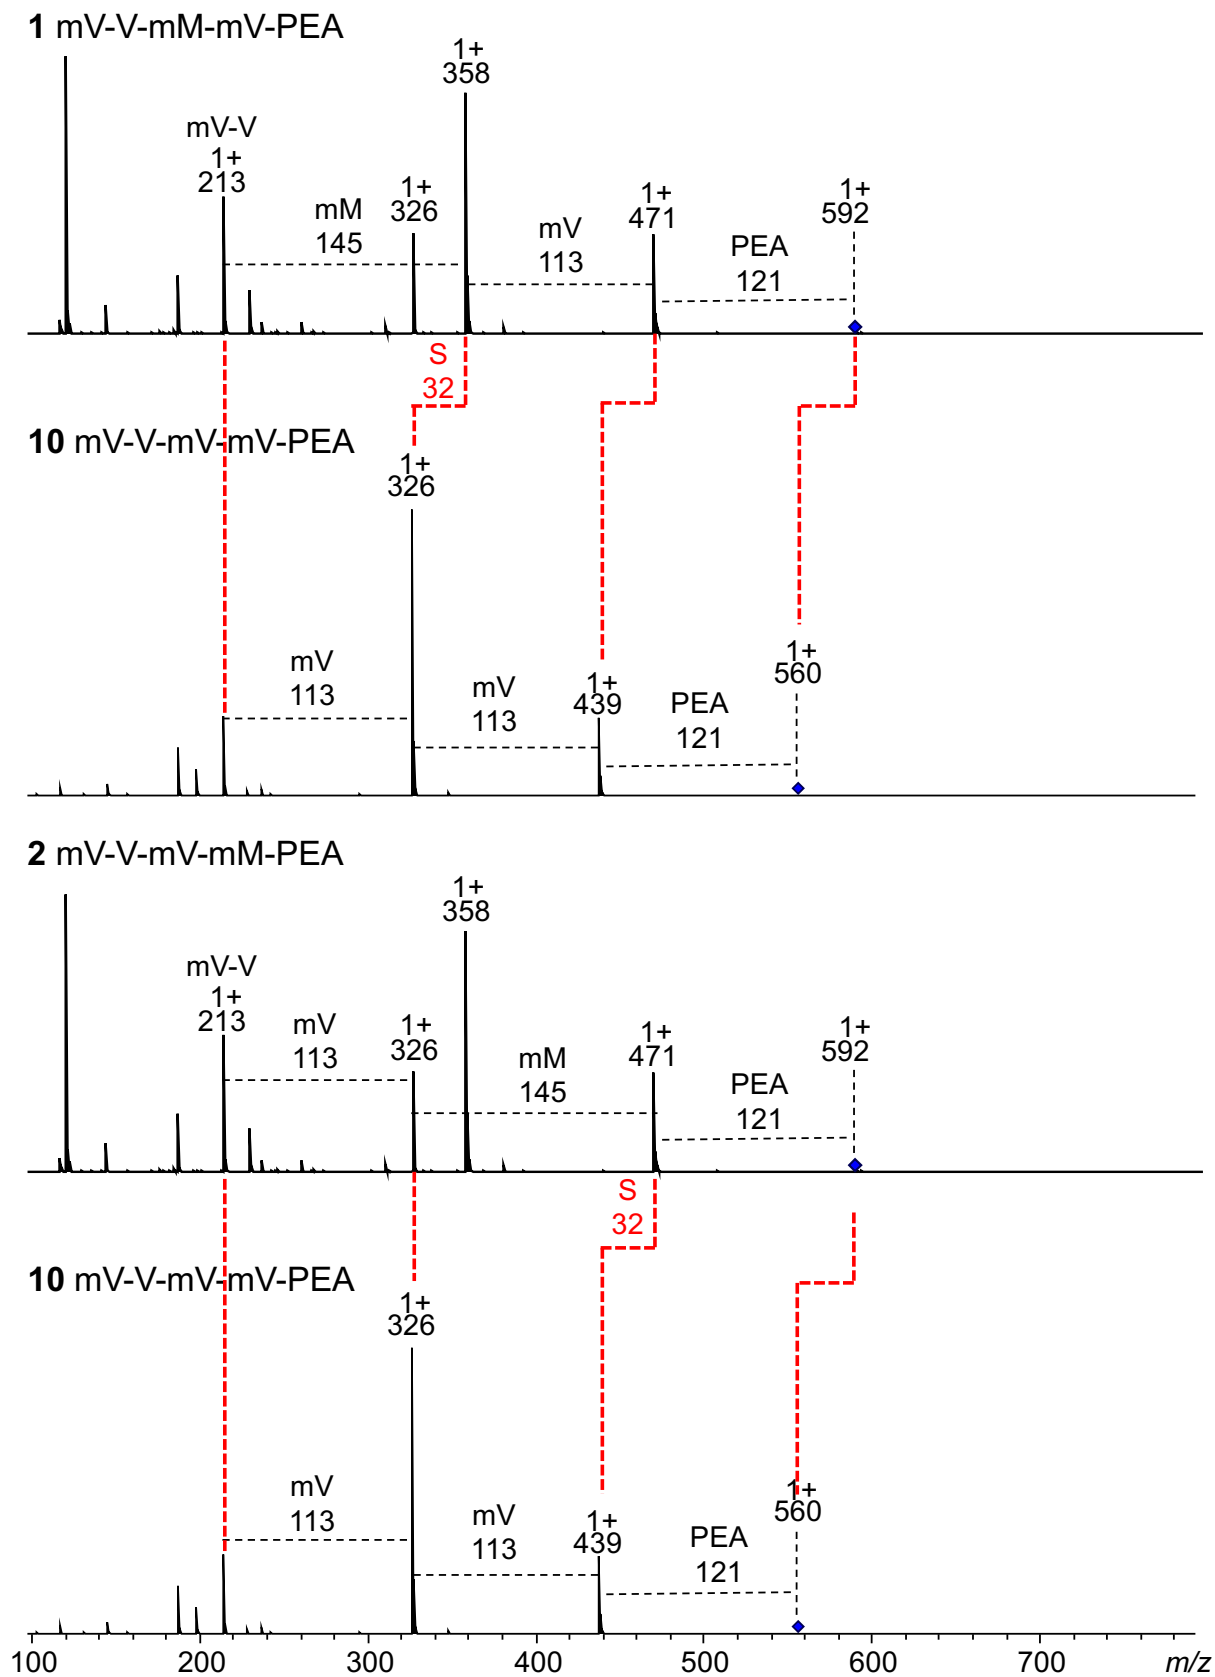 1 mV-V-mM-mV-PEA
1+
358
mV-V
1+
213
mM
145
1+
326
mV
113
1+
471
PEA
121
1+
592
S
32
10 mV-V-mV-mV-PEA
1+
326
mV
113
mV
113
1+
439
PEA
121
1+
560
2 mV-V-mV-mM-PEA
1+
358
mV-V
1+
213
mV
113
1+
326
mM
145
1+
471
PEA
121
1+
592
S
32
10 mV-V-mV-mV-PEA
1+
326
mV
113
mV
113
1+
439
PEA
121
1+
560
100 200 300 400 500 600 700 m/z